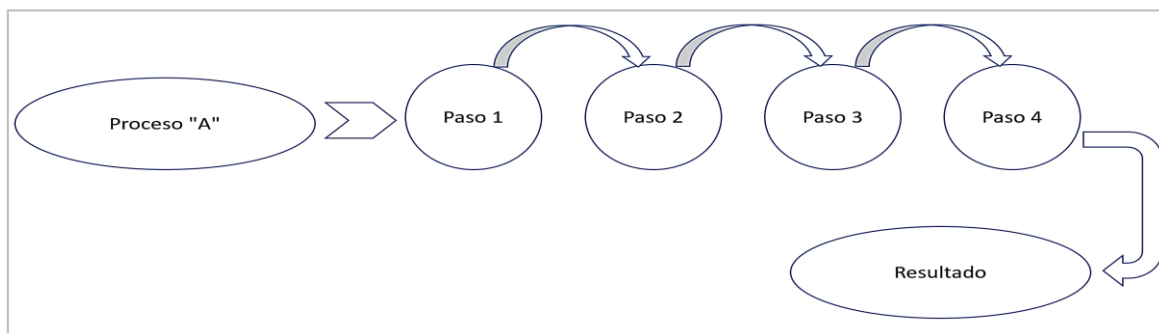 Proceso "A"
Paso 1
Paso 2
Paso 3
Paso 4
Resultado